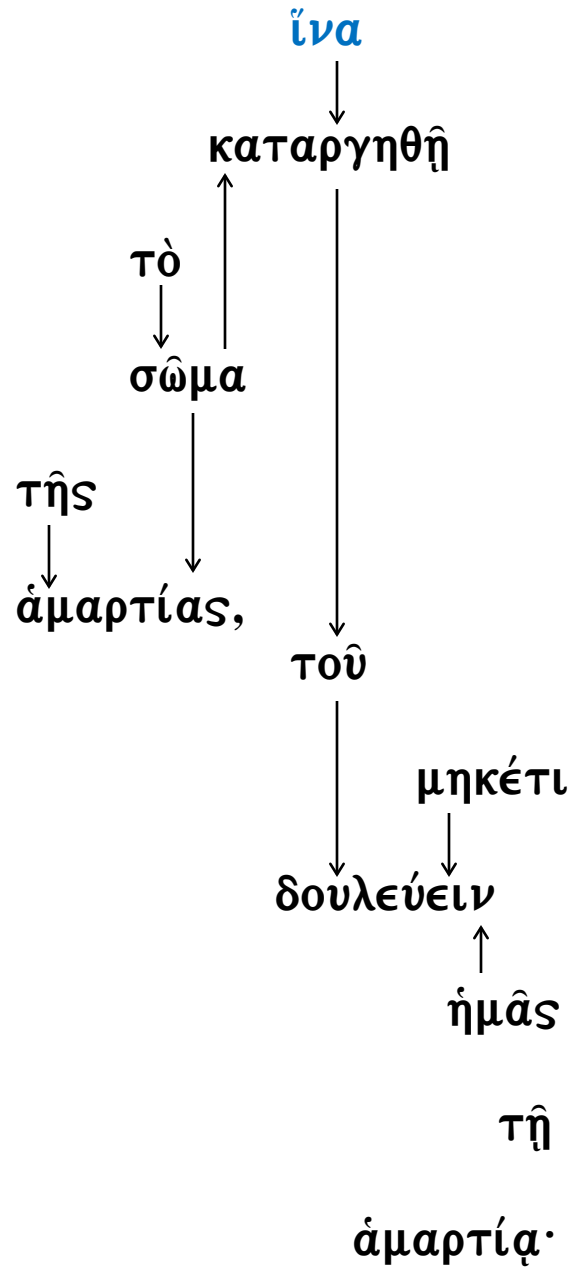 ἵνα
καταργηθῇ
τὸ
σῶμα
τῆς
ἁμαρτίας,
τοῦ
μηκέτι
δουλεύειν
ἡμᾶς
τῇ
ἁμαρτίᾳ·